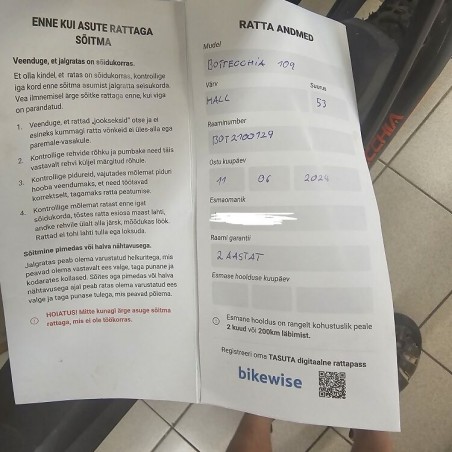 ENNE KUI ASUTE RATTAGA
SÕITMA
Veenduge, et jalgratas on sõidukorras.
Et olla kindel, et ratas on sõidukorras, kontrollige
iga kord enne sõitma asumist jalgratta seisukorda.
Vea ilmnemisel ärge sõitke rattaga enne, kui viga
on parandatud.
1. Veenduge, et rattad „jookseksid" otse ja ei
esineks kummagi ratta võnkeid ei üles-alla ega
paremale-vasakule.
2. Kontrollige rehvide rõhku ja pumbake need täis
vastavalt rehvi küljel märgitud rõhule.
3. Kontrollige pidureid, vajutades mõlemat piduri
hooba veendumaks, et need töötavad
korrektselt, tagamaks ratta peatumise.
4. Kontrollige mõlemat ratast enne igat
sõidukorda, tõstes ratta esiosa maast lahti,
andke rehvile ülalt alla järsk, mõõdukas löök.
Rattad ei tohi lahti tulla ega loksuda.
Sõitmine pimedas või halva nähtavusega.
Jalgratas peab olema varustatud helkuritega, mis
peavad olema vastavalt ees valge, taga punane ja
kodarates kollased. Sõites aga pimedas või halva
nähtavusega ajal peab ratas olema varustatud ees
valge ja taga punase tulega, mis peavad põlema.
HOIATUS! Mitte kunagi ärge asuge sõitma
rattaga, mis ei ole töökorras.
RATTA ANDMED
Mudel
BOTTECCHIA 109
Värv Suurus
HALL 53
Raaminumber
BOT2100129
Ostu kuupäev
11 06 2024
Esmaomanik
Raami garantii
2 AASTAT
Esmase hoolduse kuupäev
Esmane hooldus on rangelt kohustuslik peale
2 kuud või 200km läbimist.
Registreeri oma TASUTA digitaalne rattapass
bikewise